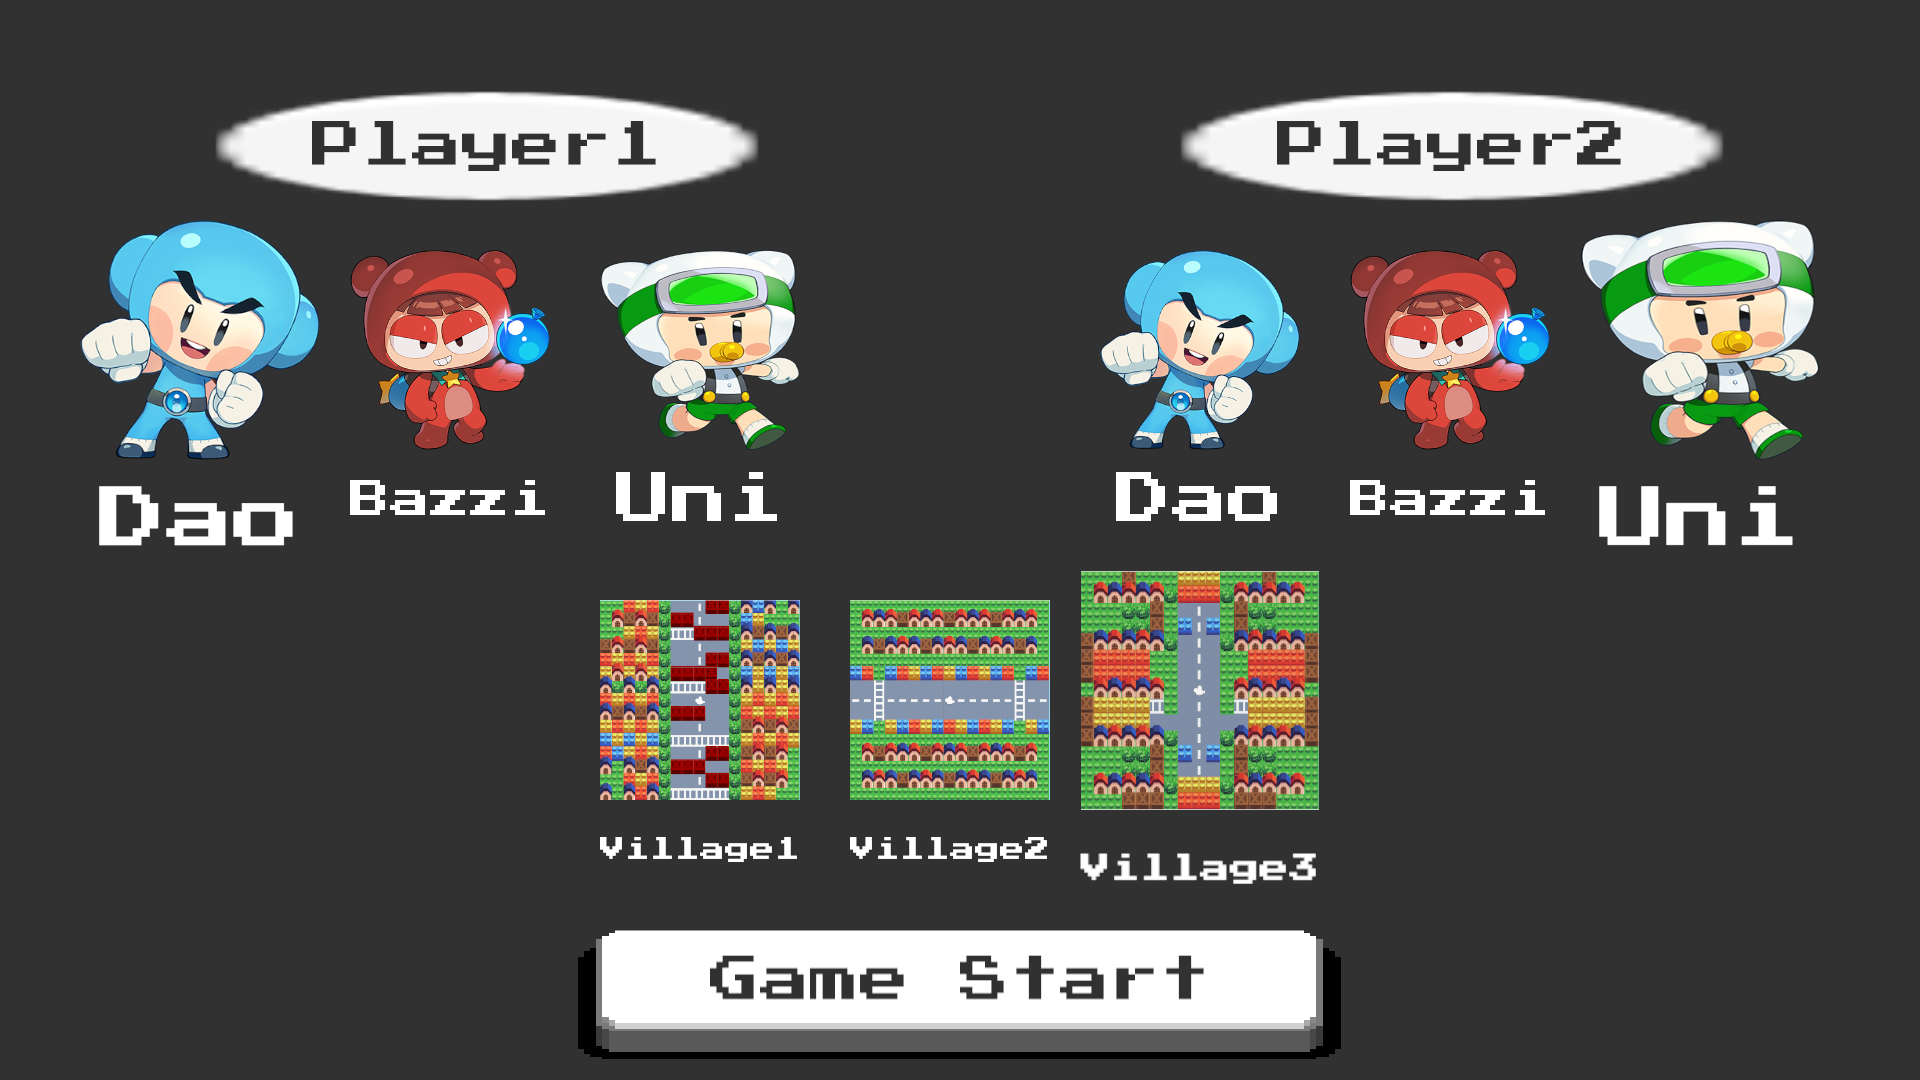 Player1
Player2
Dao
Bazzi
Uni
Dao
Bazzi
Uni
Village1
Village2
Village3
Game Start